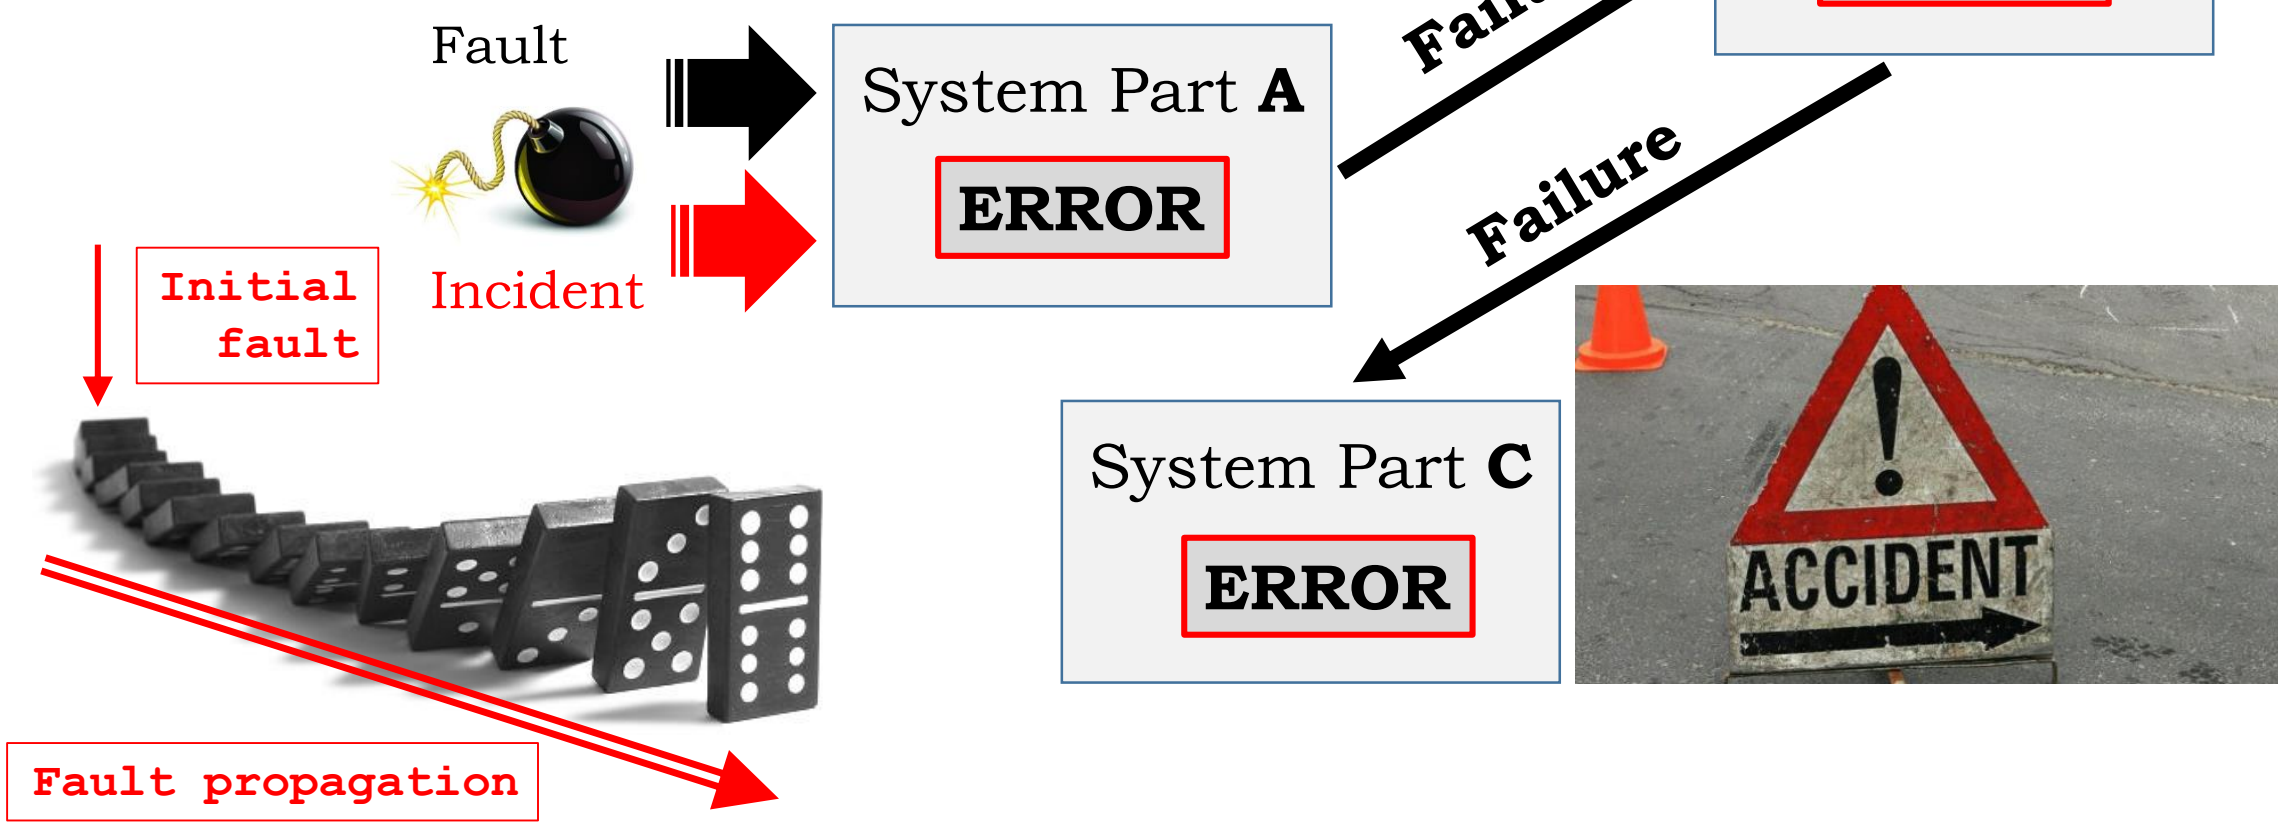 Fault
System Part A
ERROR
Failure
Incident
Initial
fault
System Part C
ERROR
ACCIDENT
Fault propagation